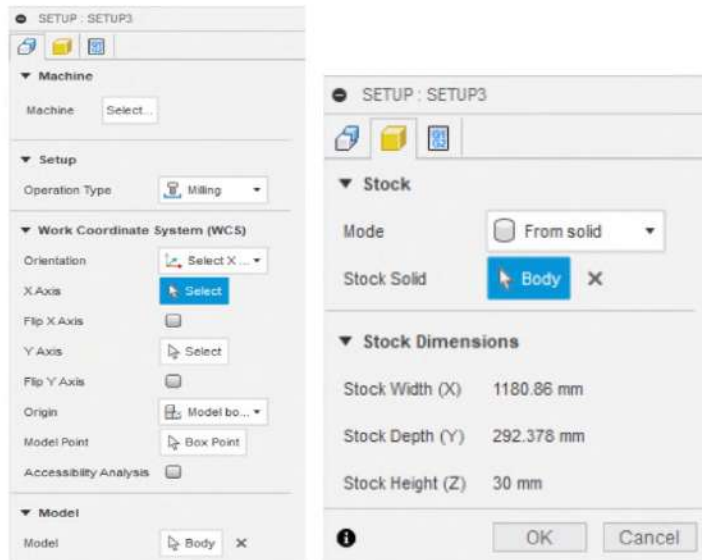 SETUP : SETUP3
Machine
Machine Select...
Setup
Operation Type Milling
Work Coordinate System (WCS)
Orientation Select X ...
X Axis Select
Flip X Axis
Y Axis Select
Flip Y Axis
Origin Model bo...
Model Point Box Point
Accessibility Analysis
Model
Model Body
SETUP : SETUP3
Stock
Mode From solid
Stock Solid Body
Stock Dimensions
Stock Width (X) 1180.86 mm
Stock Depth (Y) 292.378 mm
Stock Height (Z) 30 mm
OK Cancel